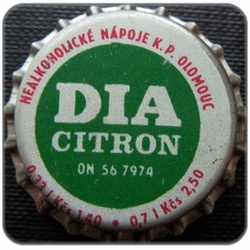 NEALKOHOLICKÉ NÁPOJE K.P. OLOMOUC
DIA
CITRON
ON 56 7974
0,33 l Kčs 1,40 * 0,7 l Kčs 2,50